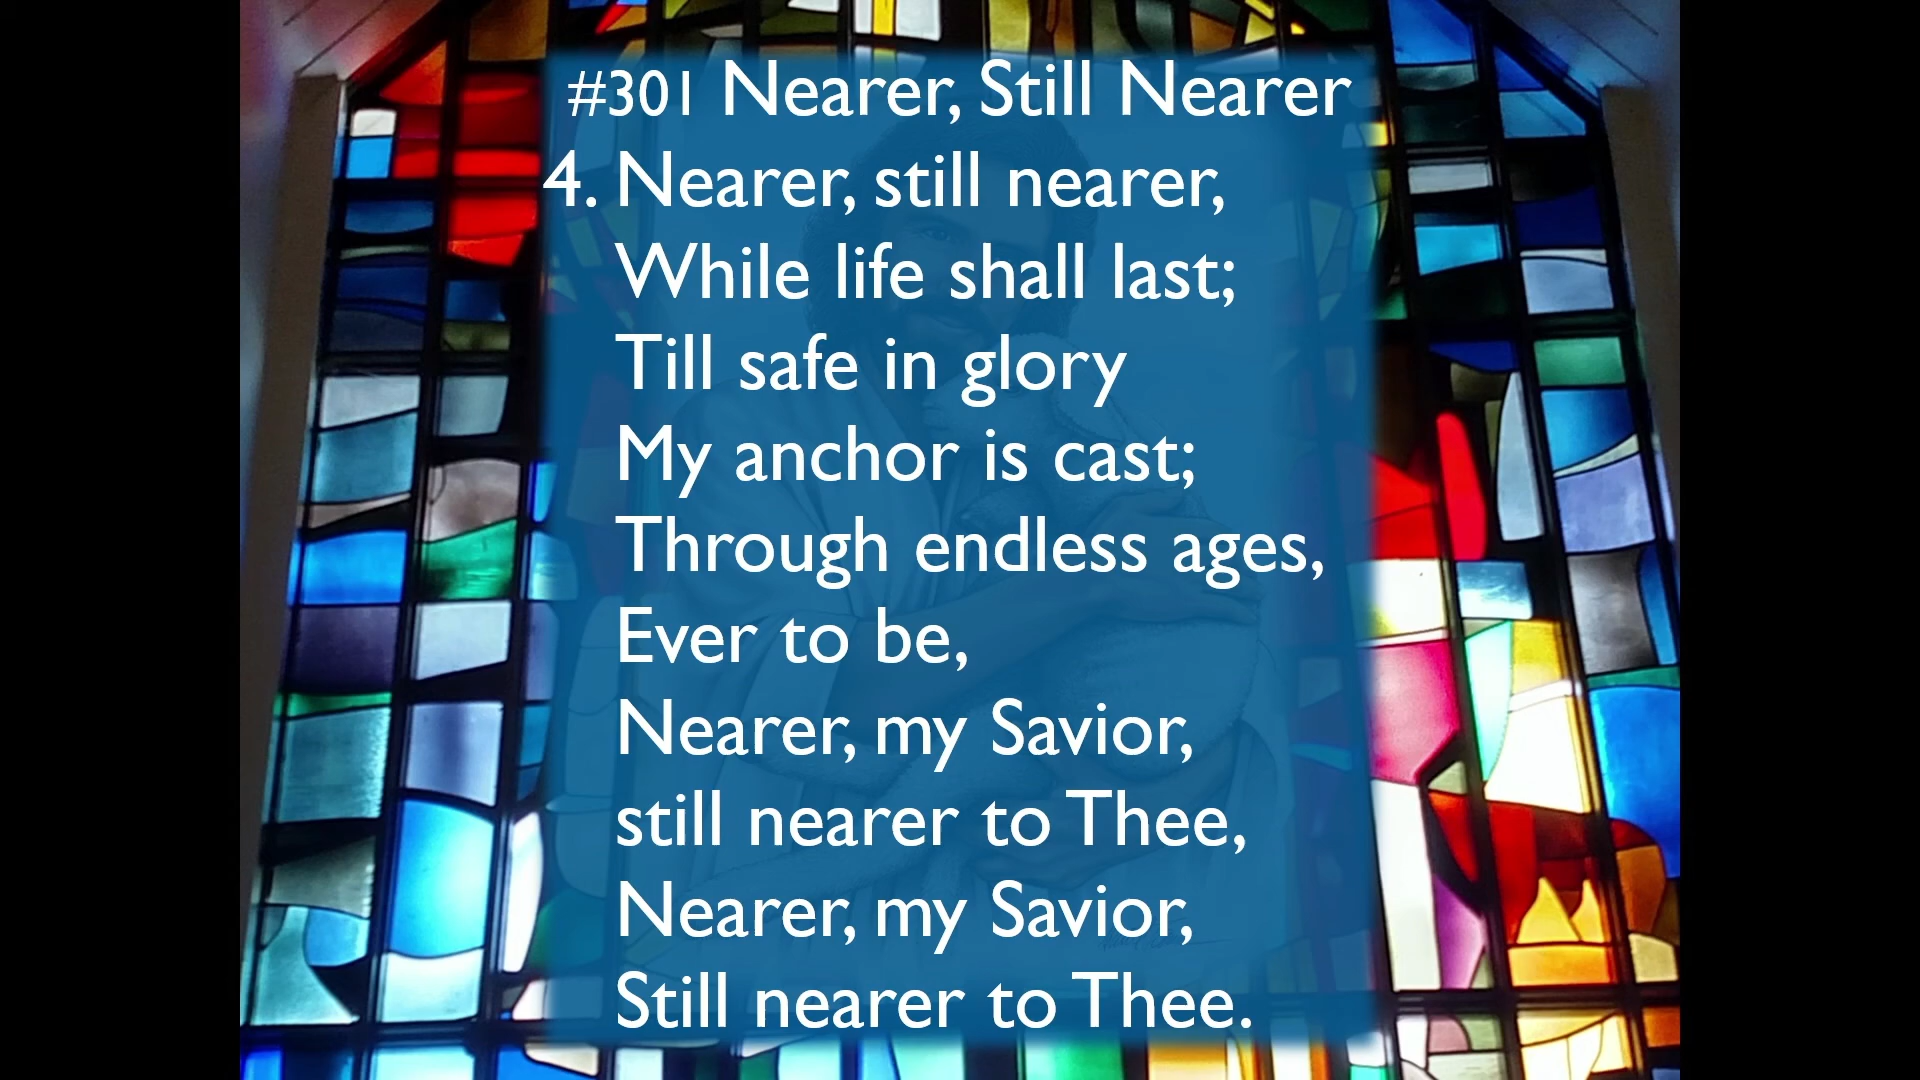 #301 Nearer, Still Nearer
4. Nearer, still nearer,
While life shall last;
Till safe in glory
My anchor is cast;
Through endless ages,
Ever to be,
Nearer, my Savior,
still nearer to Thee,
Nearer, my Savior,
Still nearer to Thee.